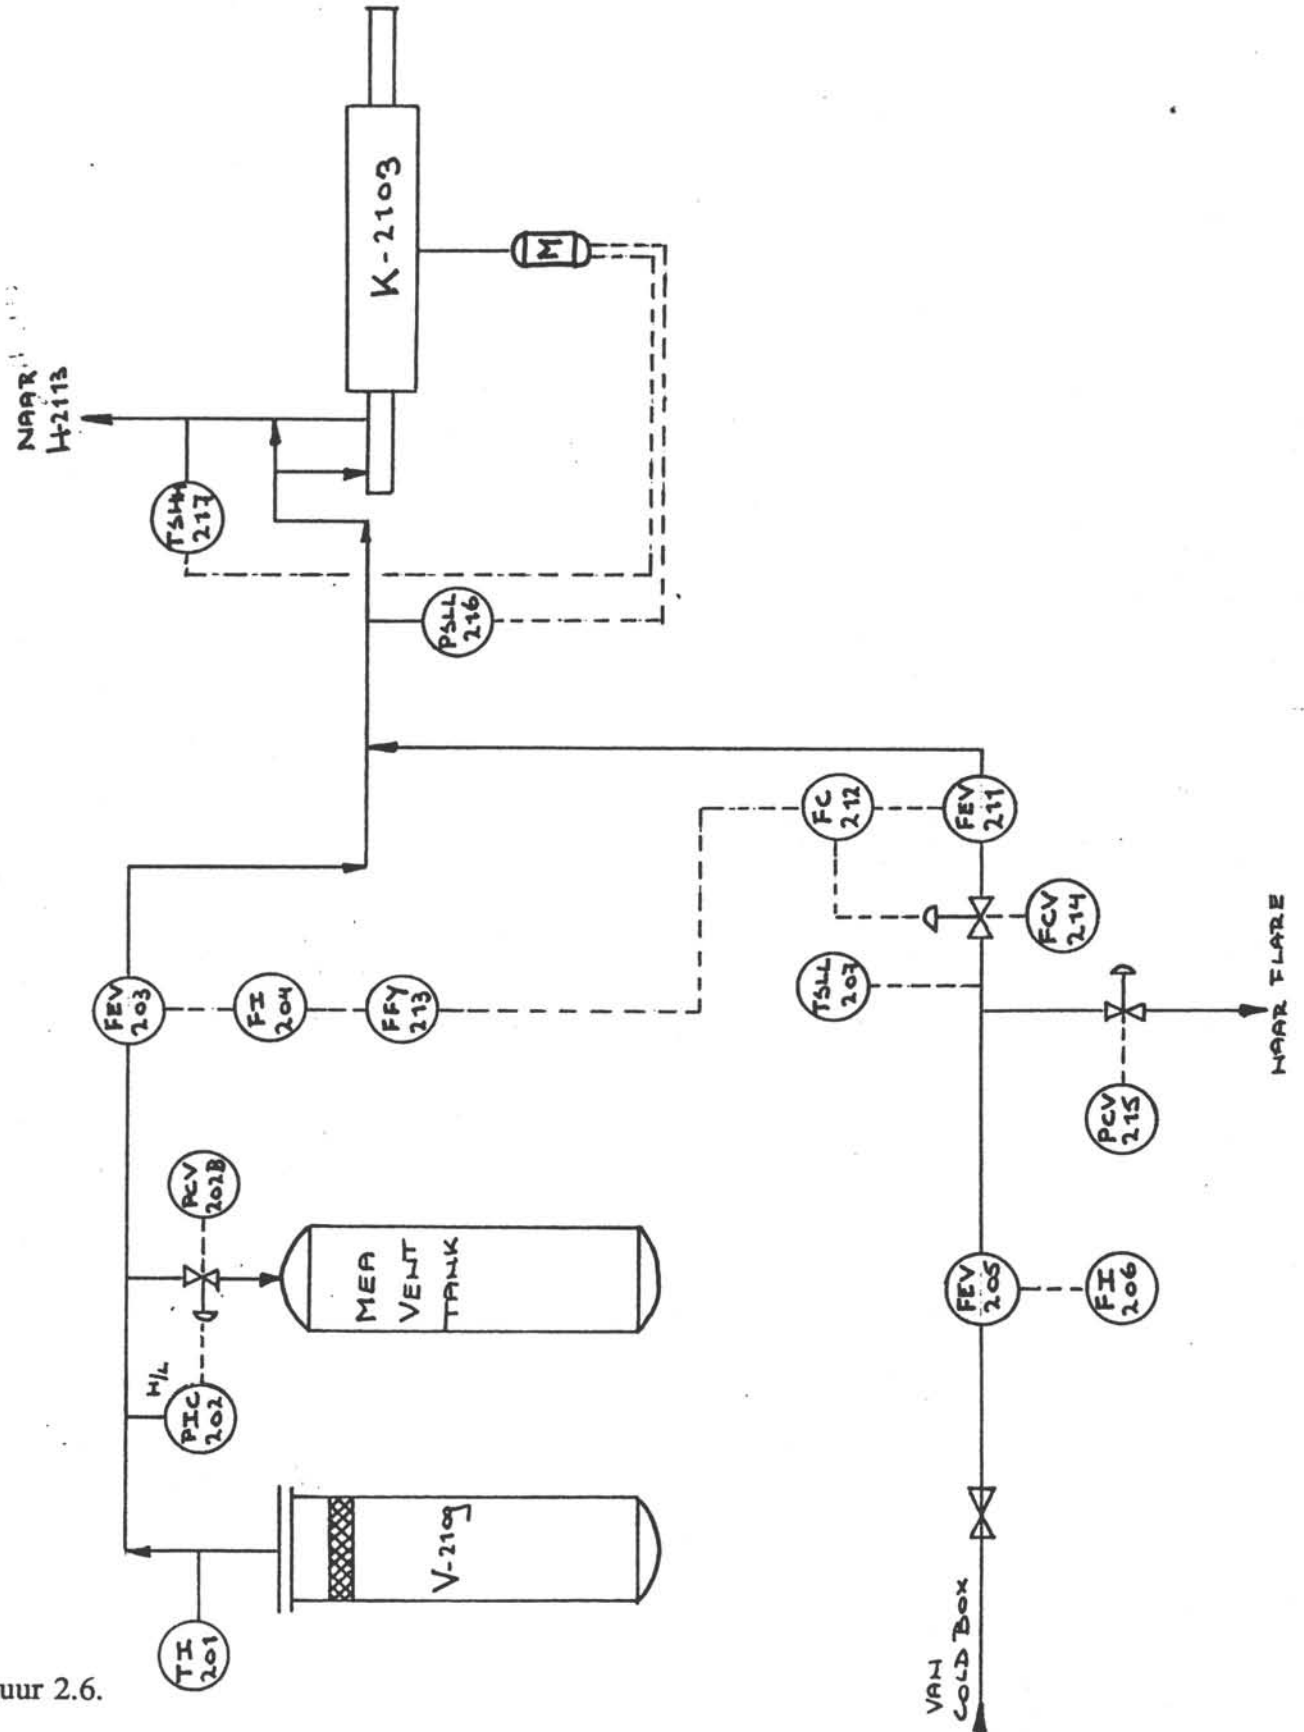 NAAR
H-2113
K-2103
M
TSHH
217
PSLL
216
FEV
203
FI
204
FFY
213
FC
212
FEV
211
FCV
214
TSLL
207
PCV
215
NAAR FLARE
PCV
202B
MEA
VENT
TANK
H/L
PIC
202
FEV
205
FI
206
V-2109
TI
201
VAN
COLD BOX
uur 2.6.